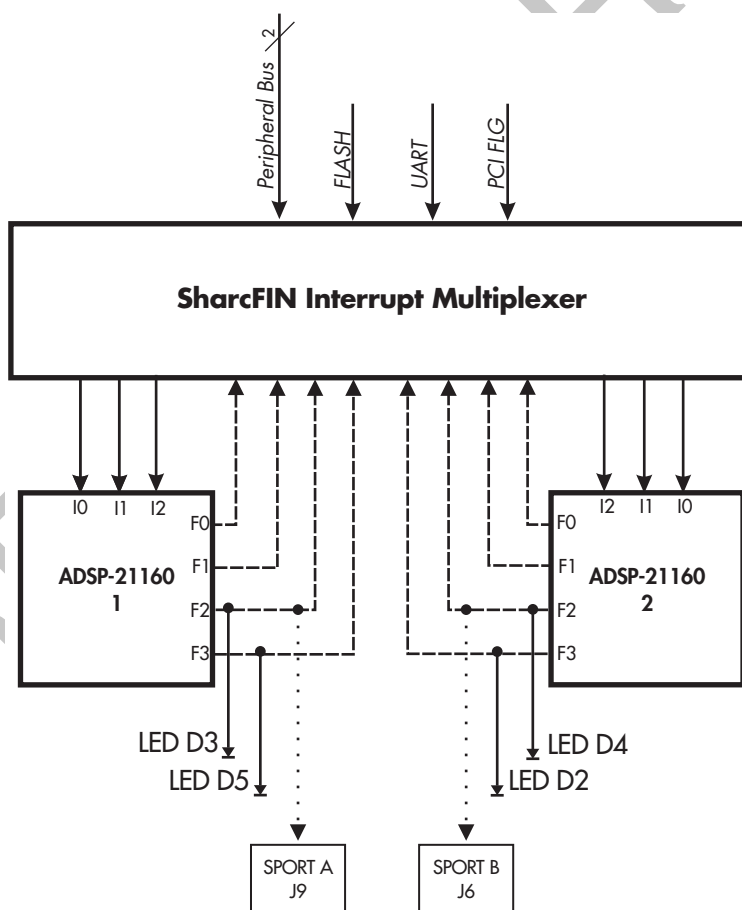 2
Peripheral Bus
FLASH
UART
PCI FLG
SharcFIN Interrupt Multiplexer
I0 I1 I2
I2 I1 I0
F0
F1
F2
F3
ADSP-21160
1
F0
F1
F2
F3
ADSP-21160
2
LED D3
LED D5
LED D4
LED D2
SPORT A
J9
SPORT B
J6